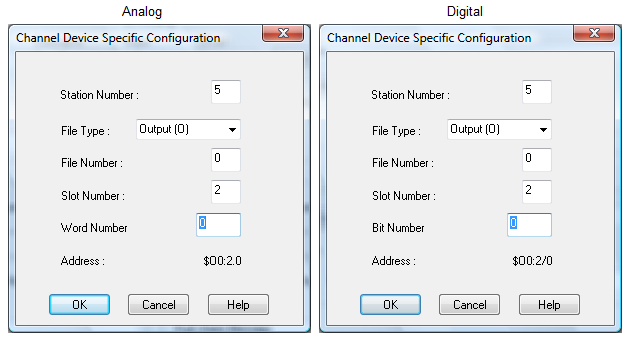 Analog
Channel Device Specific Configuration
Station Number : 5
File Type : Output (O)
File Number : 0
Slot Number : 2
Word Number 0
Address : $O0:2.0
OK Cancel Help
Digital
Channel Device Specific Configuration
Station Number : 5
File Type : Output (O)
File Number : 0
Slot Number : 2
Bit Number 0
Address : $O0:2/0
OK Cancel Help